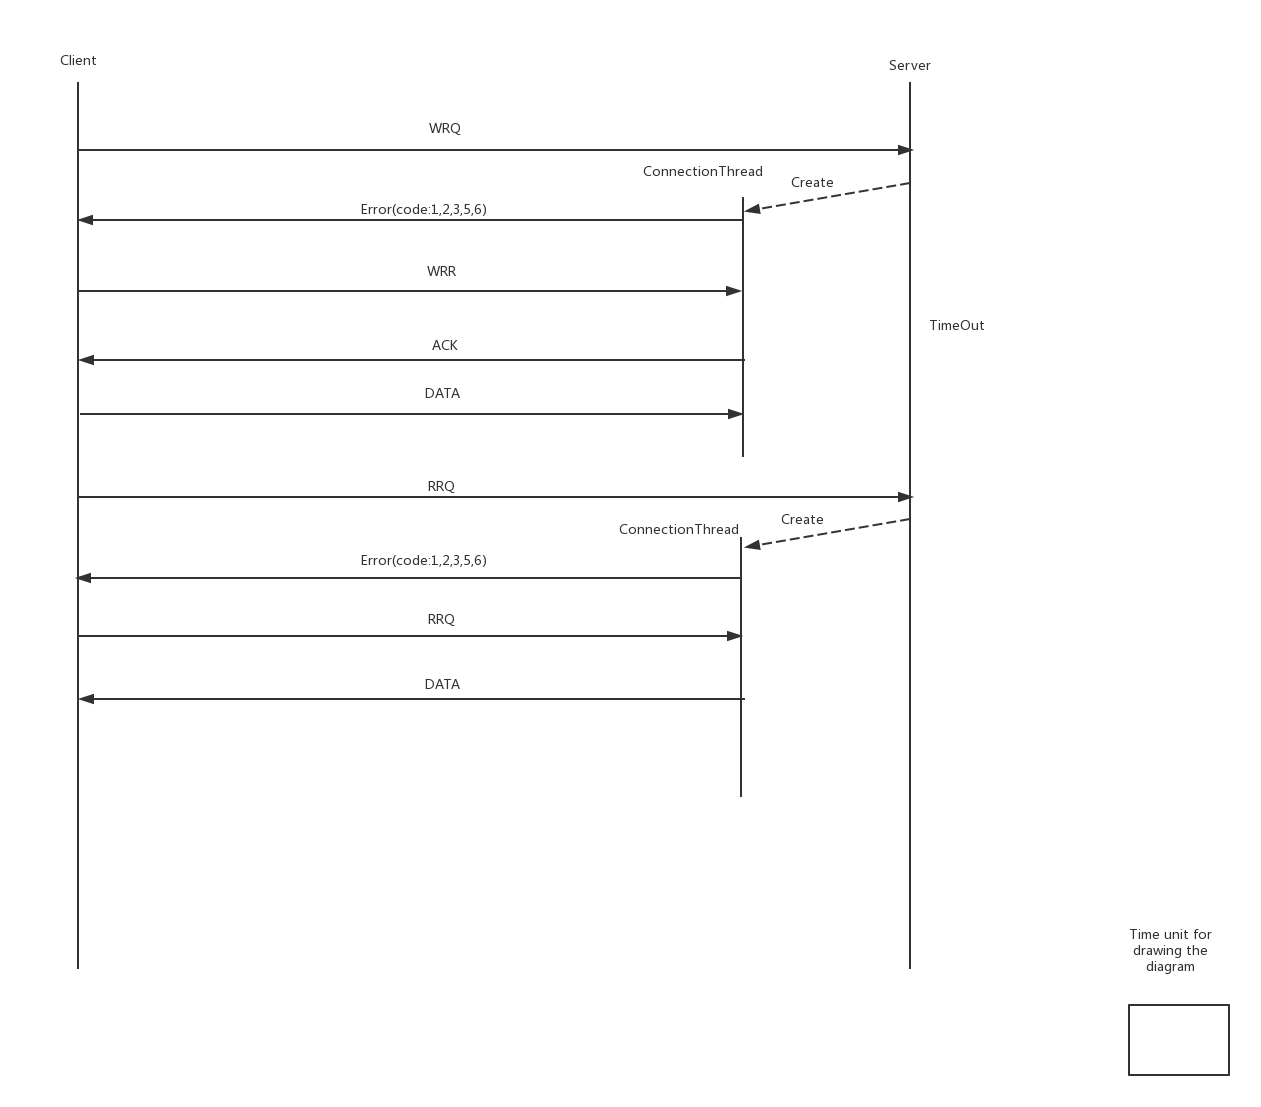 Client
Server
WRQ
ConnectionThread
Create
Error(code:1,2,3,5,6)
WRR
TimeOut
ACK
DATA
RRQ
Create
ConnectionThread
Error(code:1,2,3,5,6)
RRQ
DATA
Time unit for
drawing the
diagram